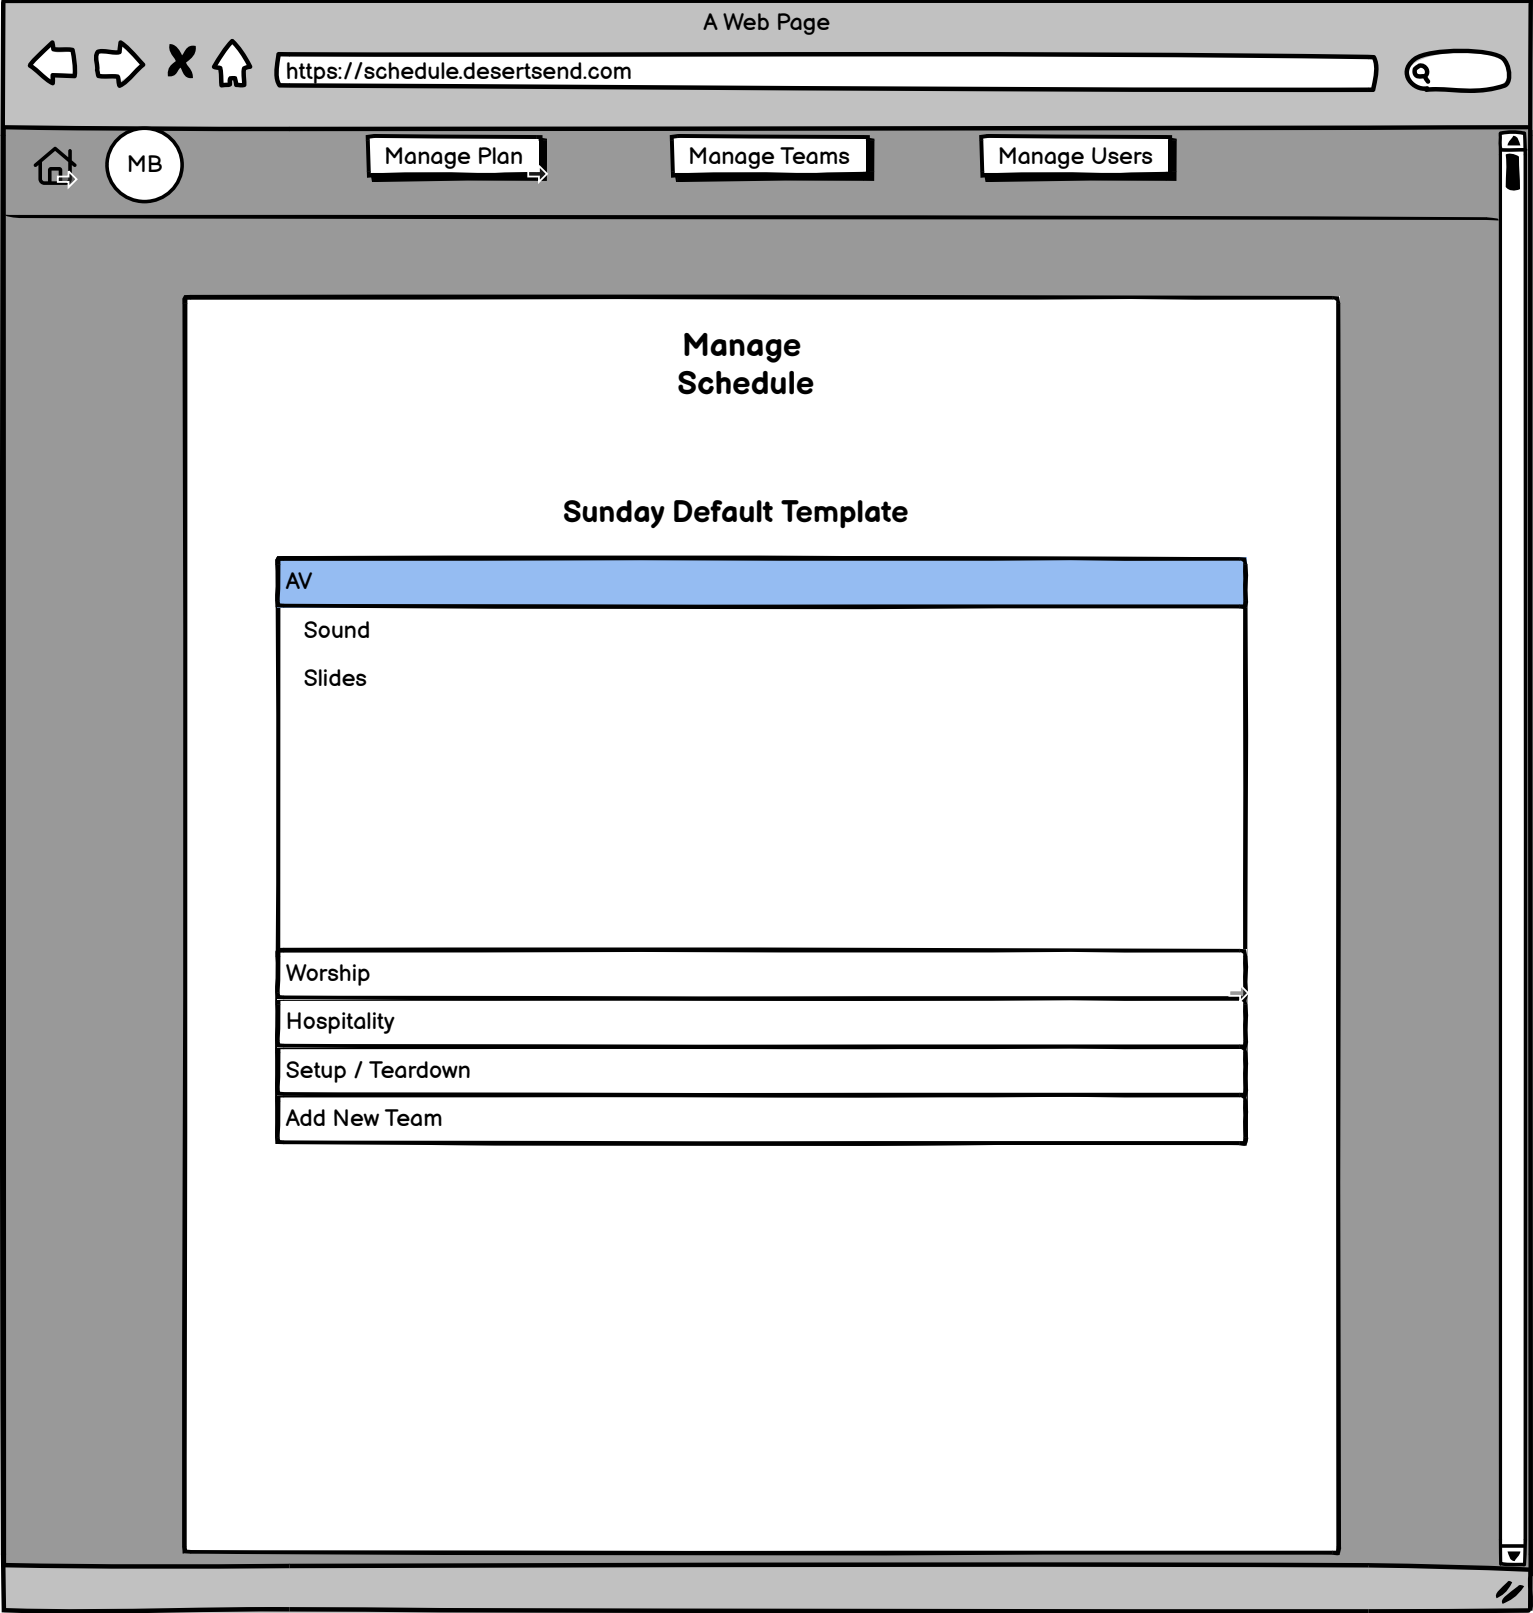 A Web Page
https://schedule.desertsend.com
MB
Manage Plan
Manage Teams
Manage Users
Manage
Schedule
Sunday Default Template
AV
Sound
Slides
Worship
Hospitality
Setup / Teardown
Add New Team